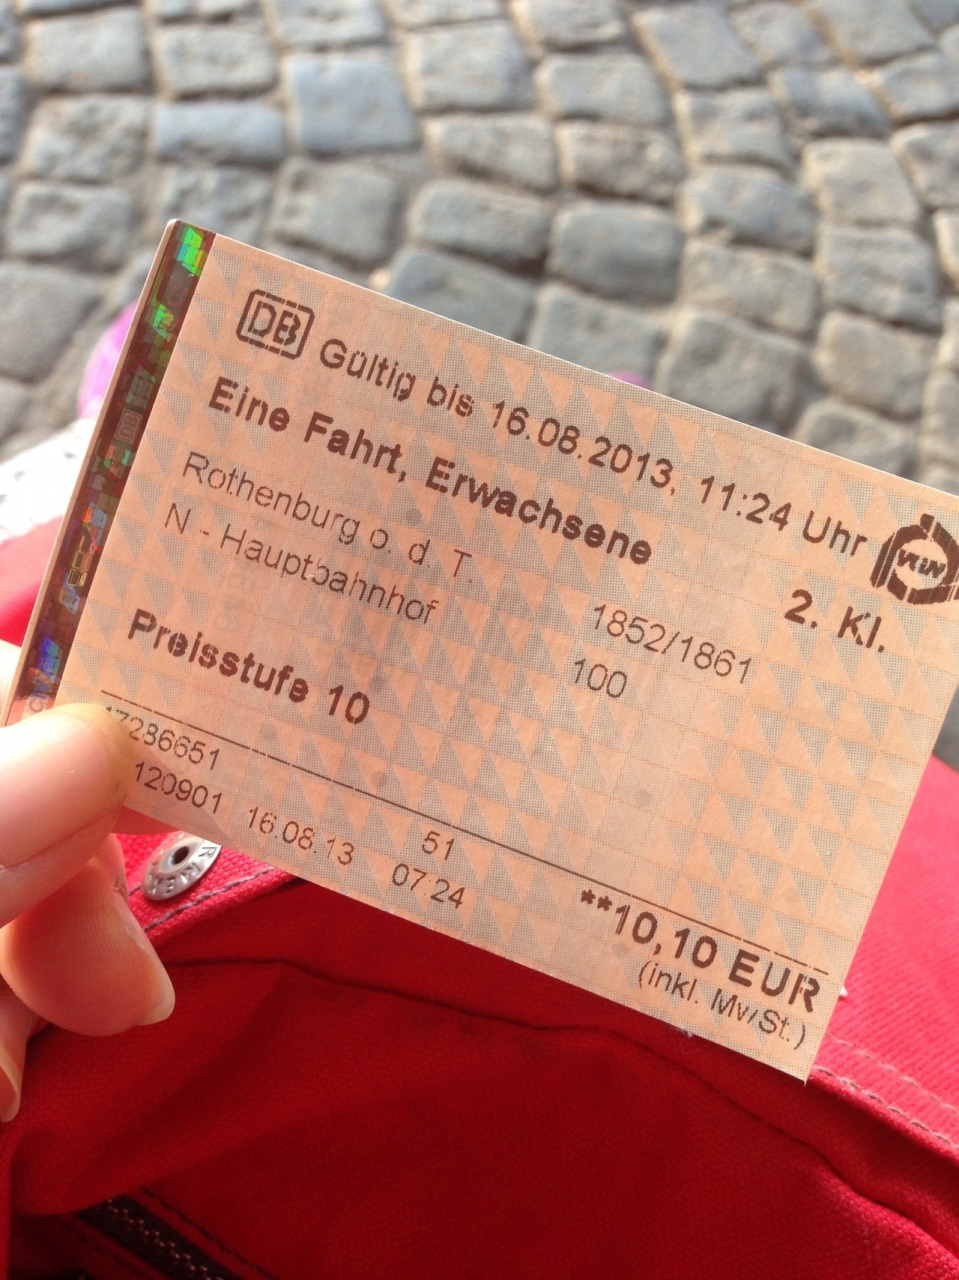 DB Gültig bis 16.08.2013, 11:24 Uhr VGN
Eine Fahrt, Erwachsene 2. Kl.
Rothenburg o. d. T. 1852/1861
N - Hauptbahnhof 100
Preisstufe 10
17286651 51 **10,10 EUR
120901 16.08.13 07:24 (inkl. MwSt.)